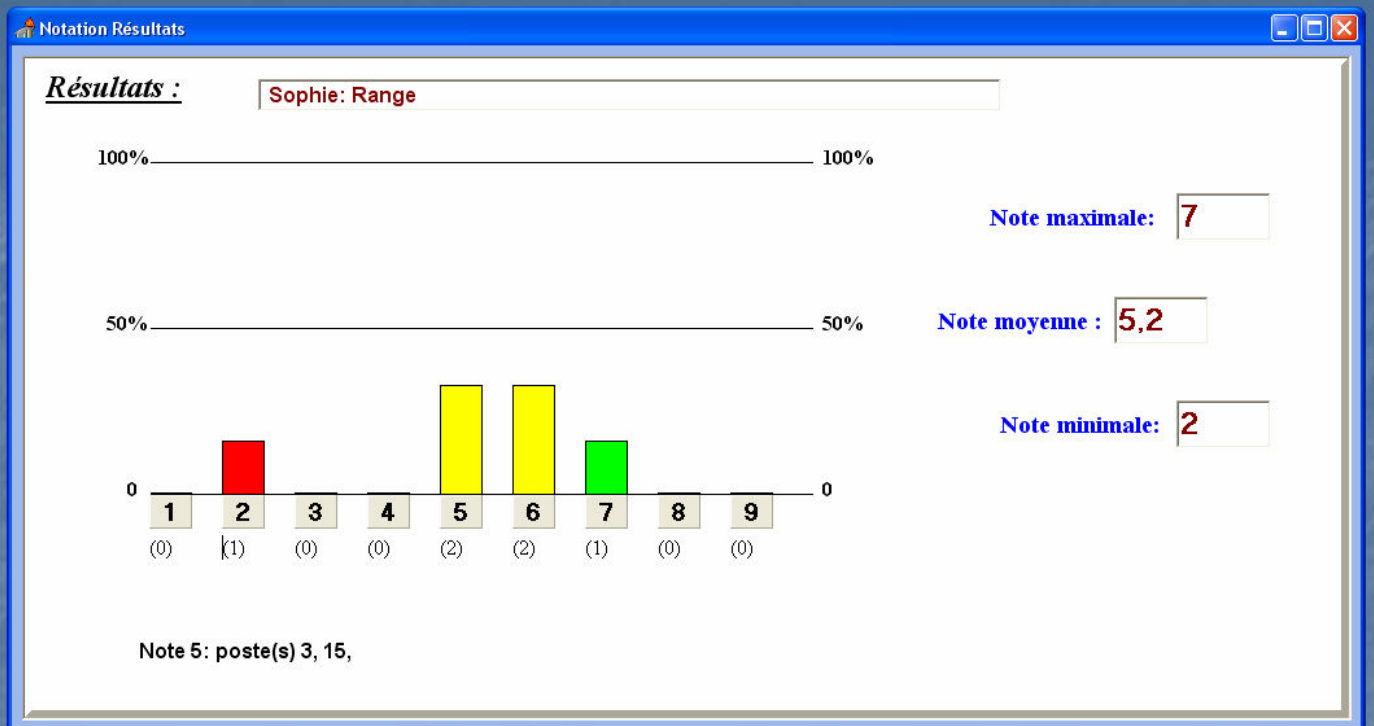 Notation Résultats
Résultats :
Sophie: Range
100% 100%
Note maximale: 7
50% 50%
Note moyenne : 5,2
Note minimale: 2
0 0
1 2 3 4 5 6 7 8 9
(0) (1) (0) (0) (2) (2) (1) (0) (0)
Note 5: poste(s) 3, 15,